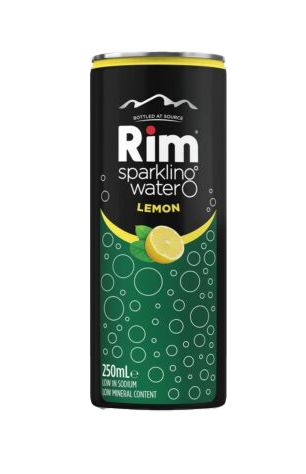 BOTTLED AT SOURCE
Rim®
sparkling
water
LEMON
250mL℮
LOW IN SODIUM
LOW MINERAL CONTENT